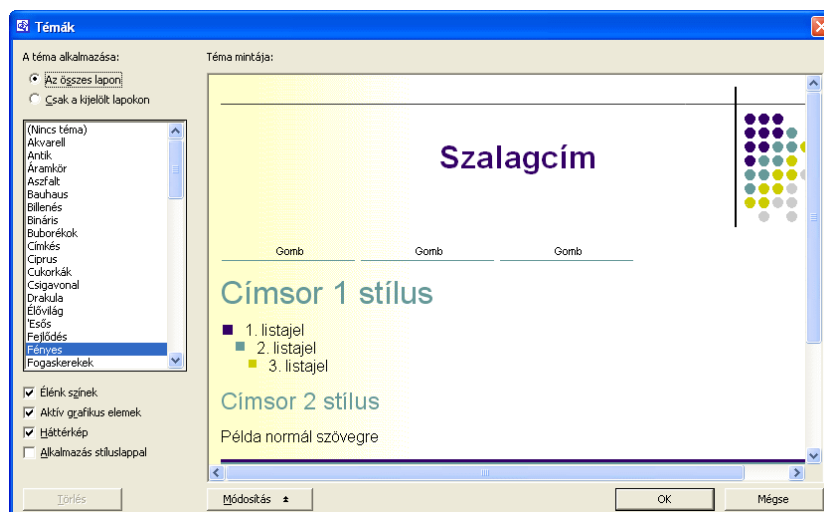 Témák
A téma alkalmazása:
Az összes lapon
Csak a kijelölt lapokon
(Nincs téma)
Akvarell
Antik
Áramkör
Aszfalt
Bauhaus
Billenés
Bináris
Buborékok
Címkés
Ciprus
Cukorkák
Csigavonal
Drakula
Élővilág
'Esős
Fejlődés
Fényes
Fogaskerekek
Élénk színek
Aktív grafikus elemek
Háttérkép
Alkalmazás stíluslappal
Törlés
Téma mintája:
Szalagcím
Gomb Gomb Gomb
Címsor 1 stílus
1. listajel
2. listajel
3. listajel
Címsor 2 stílus
Példa normál szövegre
Módosítás
OK
Mégse